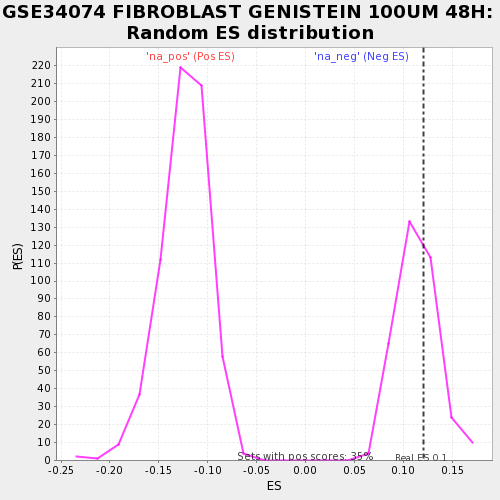 GSE34074 FIBROBLAST GENISTEIN 100UM 48H:
Random ES distribution
'na_pos' (Pos ES) 'na_neg' (Neg ES)
220
210
200
190
180
170
160
150
140
130
120
110
100
90
80
70
60
50
40
30
20
10
0
P(ES)
Sets with pos scores: 35%
Real ES 0.1
-0.25 -0.20 -0.15 -0.10 -0.05 0.00 0.05 0.10 0.15
ES